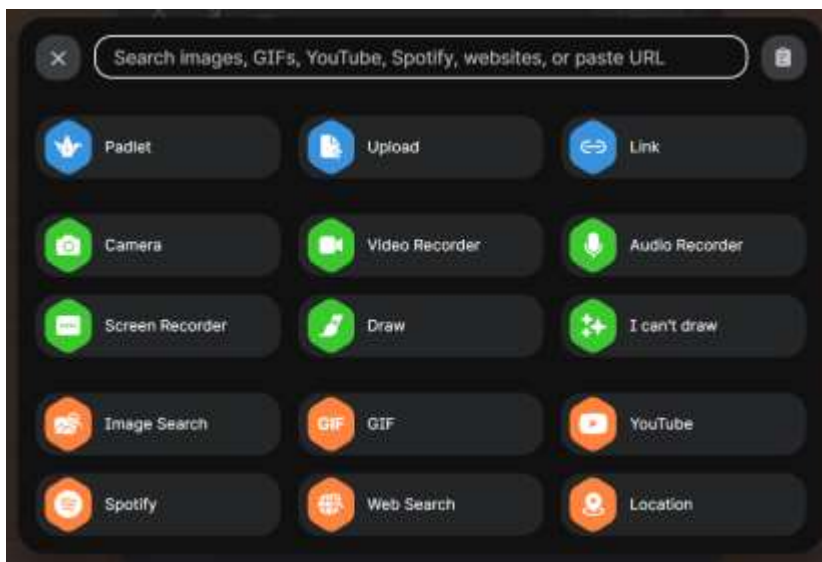 Search images, GIFs, YouTube, Spotify, websites, or paste URL
Padlet
Upload
Link
Camera
Video Recorder
Audio Recorder
Screen Recorder
Draw
I can't draw
Image Search
GIF
GIF
YouTube
Spotify
Web Search
Location